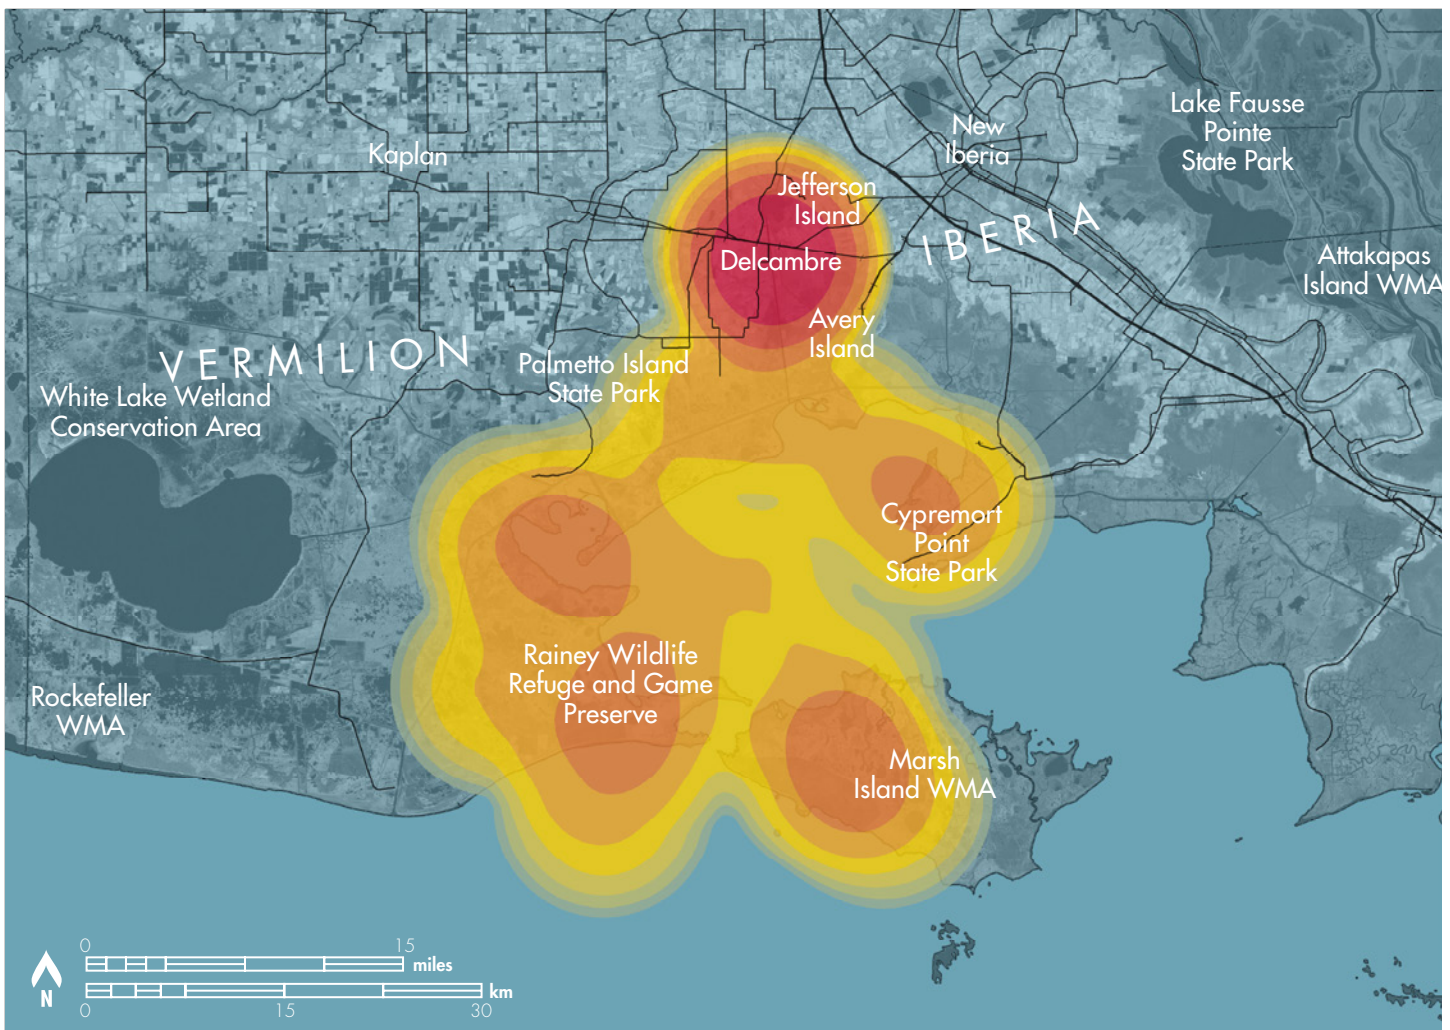 Lake Fausse
Pointe
State Park
New
Iberia
Kaplan
Jefferson
Island
IBERIA
Delcambre
Attakapas
Island WMA
Avery
Island
VERMILION
Palmetto Island
State Park
White Lake Wetland
Conservation Area
Cypremort
Point
State Park
Rainey Wildlife
Refuge and Game
Preserve
Rockefeller
WMA
Marsh
Island WMA
0 15
miles
km
0 15 30
N